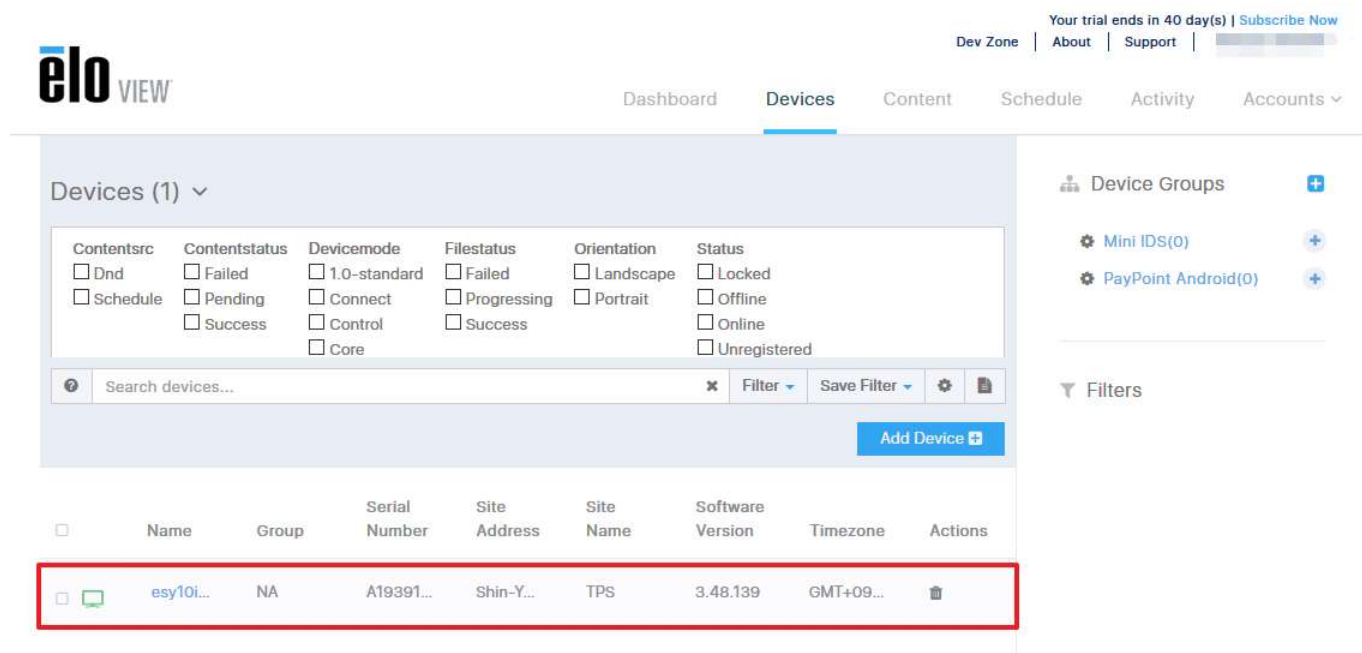 Your trial ends in 40 day(s) | Subscribe Now
Dev Zone | About | Support |
ēlo VIEW
Dashboard Devices Content Schedule Activity Accounts
Devices (1)
Contentsrc Contentstatus Devicemode Filestatus Orientation Status
Dnd Failed 1.0-standard Failed Landscape Locked
Schedule Pending Connect Progressing Portrait Offline
Success Control Success Online
Core Unregistered
Search devices... Filter Save Filter
Add Device
Name Group Serial Number Site Address Site Name Software Version Timezone Actions
esy10i... NA A19391... Shin-Y... TPS 3.48.139 GMT+09...
Device Groups
Mini IDS(0)
PayPoint Android(0)
Filters